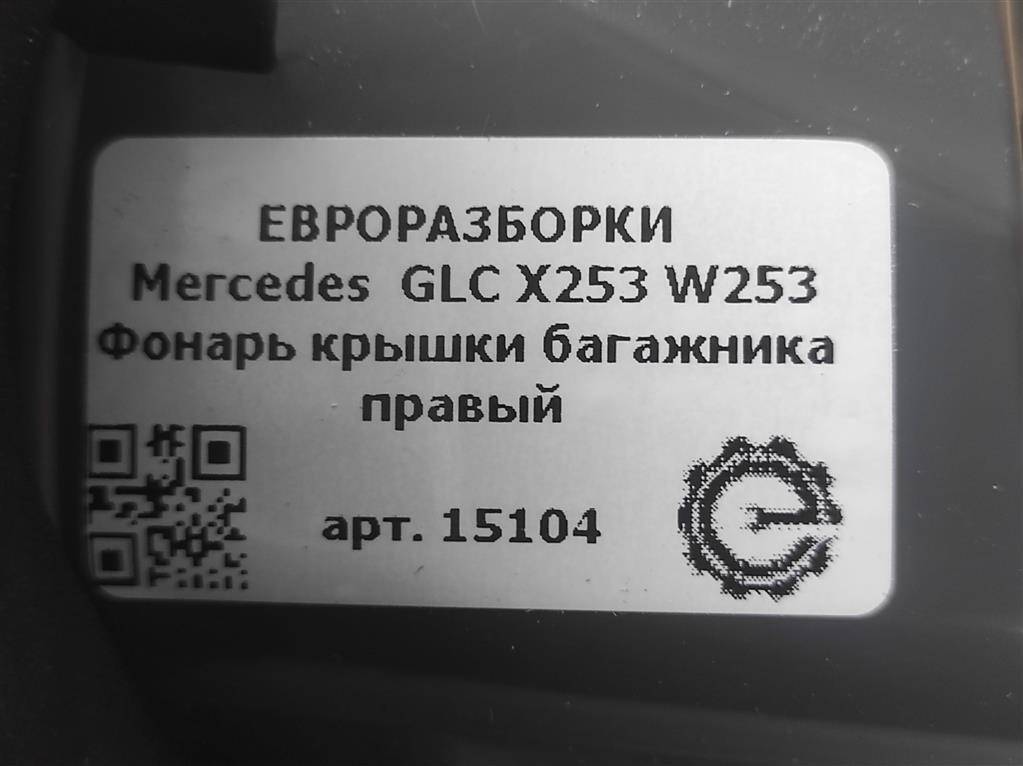 ЕВРОРАЗБОРКИ
Mercedes GLC X253 W253
Фонарь крышки багажника
правый
арт. 15104